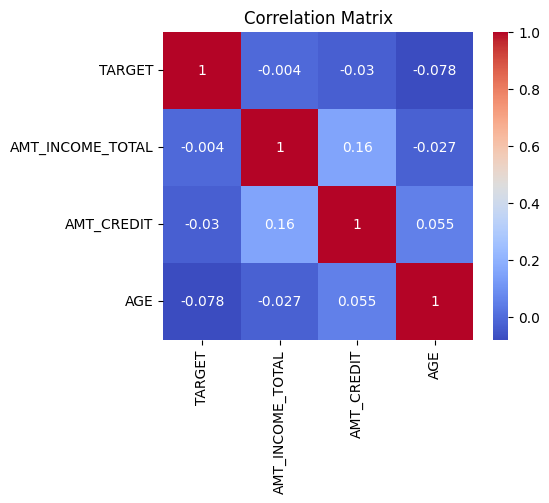 Correlation Matrix
TARGET 1 -0.004 -0.03 -0.078
AMT_INCOME_TOTAL -0.004 1 0.16 -0.027
AMT_CREDIT -0.03 0.16 1 0.055
AGE -0.078 -0.027 0.055 1
TARGET
AMT_INCOME_TOTAL
AMT_CREDIT
AGE
1.0
0.8
0.6
0.4
0.2
0.0